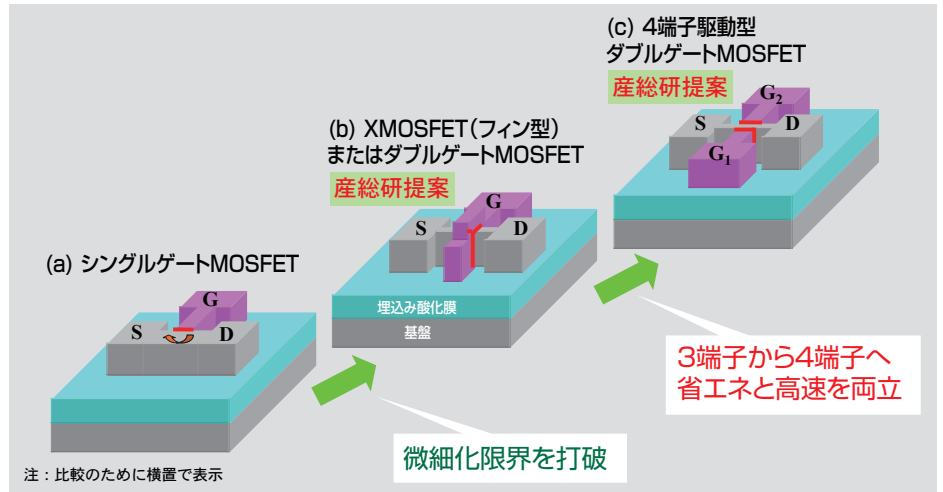 (a) シングルゲートMOSFET
G
S
D
注：比較のために横置で表示
(b) XMOSFET（フィン型）
またはダブルゲートMOSFET
産総研提案
G
S
D
埋込み酸化膜
基盤
微細化限界を打破
(c) 4端子駆動型
ダブルゲートMOSFET
産総研提案
G2
S
D
G1
3端子から4端子へ
省エネと高速を両立